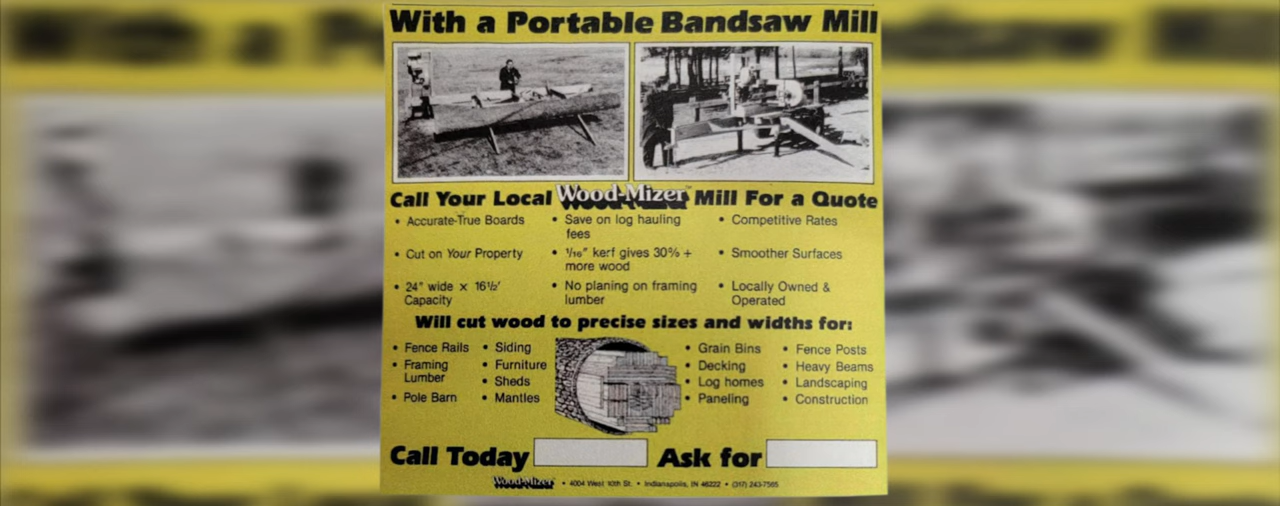 With a Portable Bandsaw Mill
Call Your Local Wood-Mizer™ Mill For a Quote
• Accurate-True Boards
• Cut on Your Property
• 24" wide × 16½'
Capacity
• Save on log hauling
fees
• 1/16" kerf gives 30% +
more wood
• No planing on framing
lumber
• Competitive Rates
• Smoother Surfaces
• Locally Owned &
Operated
Will cut wood to precise sizes and widths for:
• Fence Rails
• Framing
Lumber
• Pole Barn
• Siding
• Furniture
• Sheds
• Mantles
• Grain Bins
• Decking
• Log homes
• Paneling
• Fence Posts
• Heavy Beams
• Landscaping
• Construction
Call Today
Ask for
Wood-Mizer • 4004 West 10th St. • Indianapolis, IN 46222 • (317) 243-7565